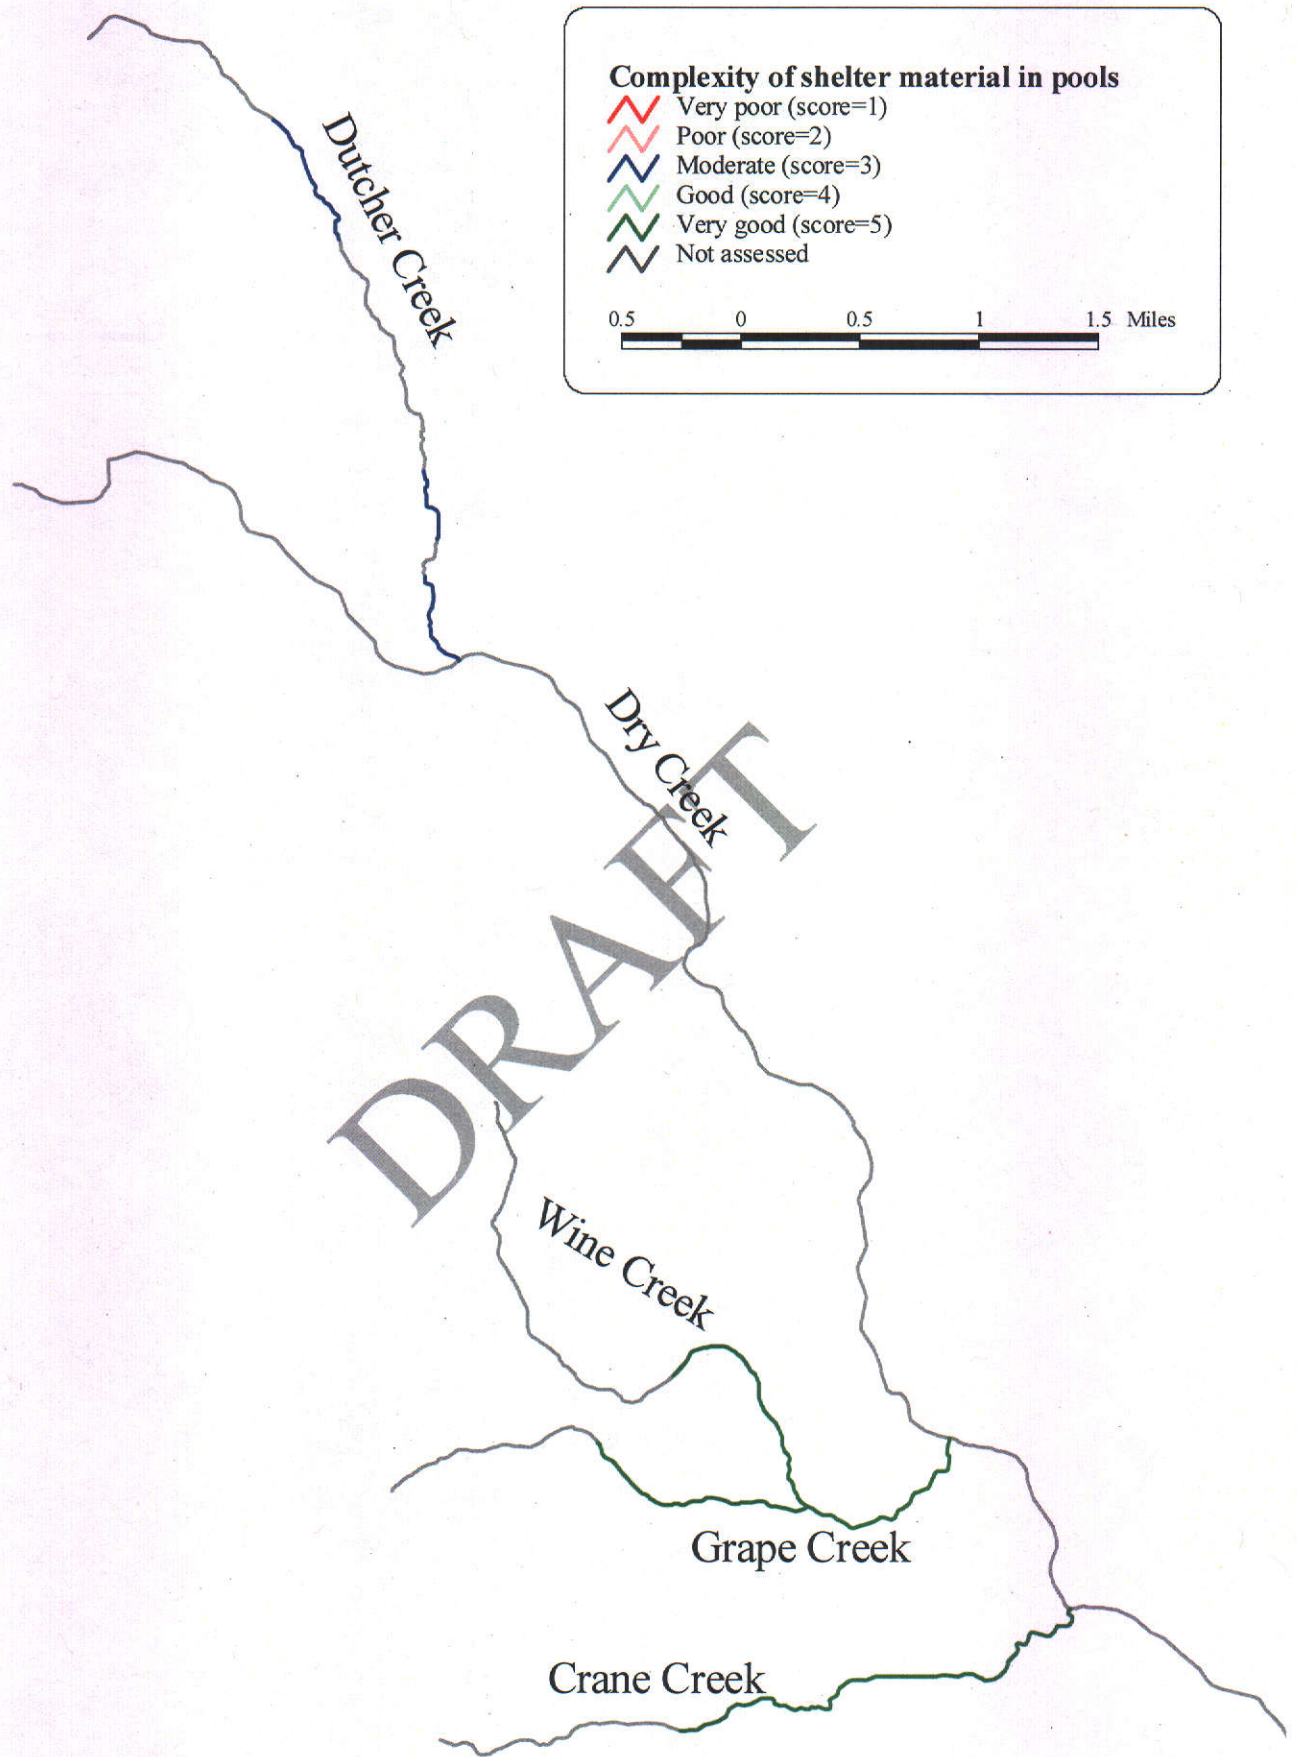 Complexity of shelter material in pools
Very poor (score=1)
Poor (score=2)
Moderate (score=3)
Good (score=4)
Very good (score=5)
Not assessed
0.5 0 0.5 1 1.5 Miles
Dutcher Creek
Dry Creek
DRAFT
Wine Creek
Grape Creek
Crane Creek